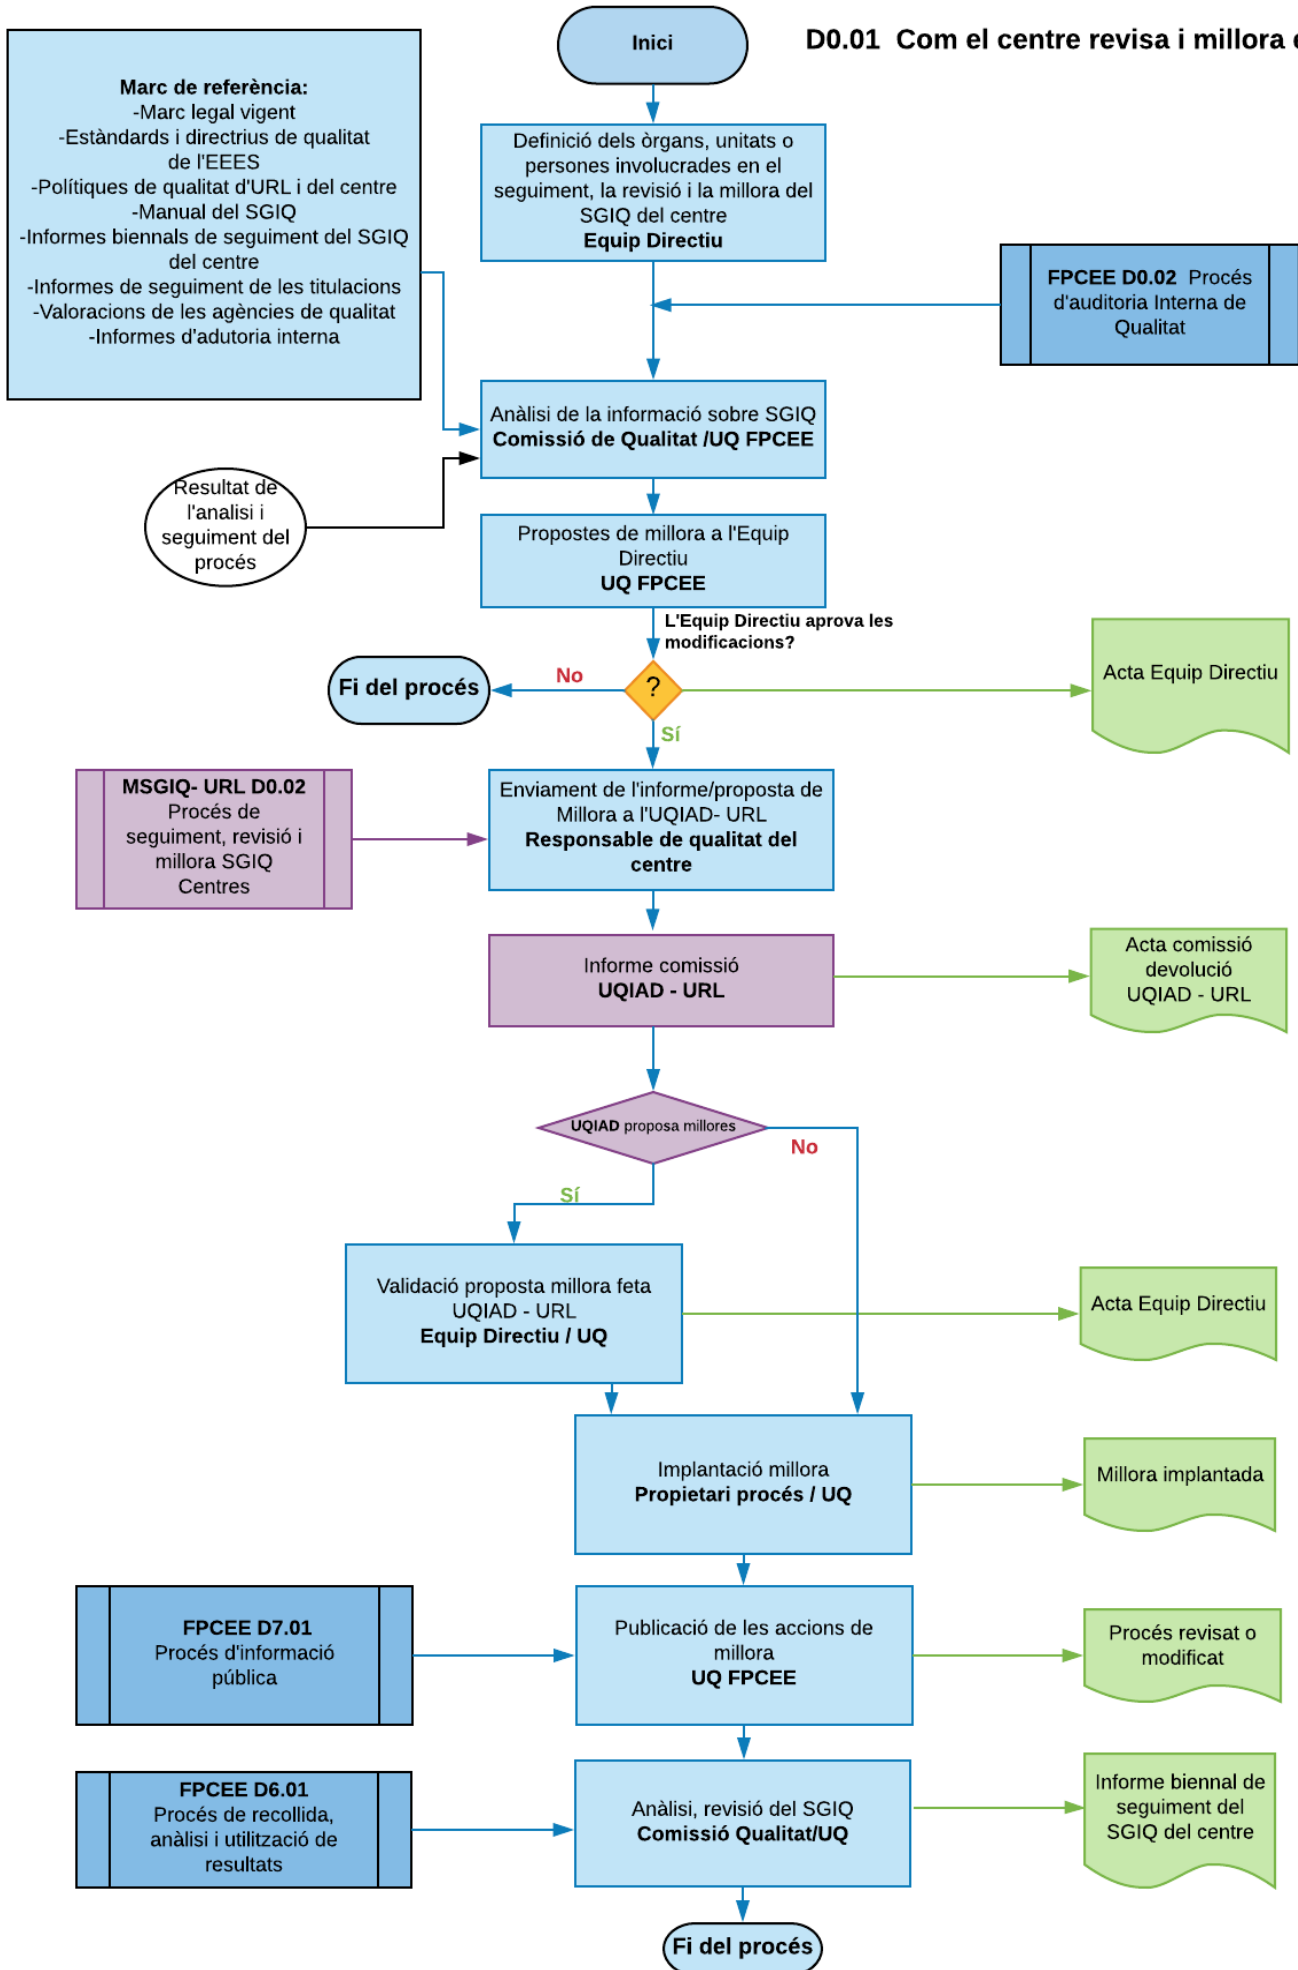 Inici
D0.01 Com el centre revisa i millora e
Marc de referència:
-Marc legal vigent
-Estàndards i directrius de qualitat
de l'EEES
-Polítiques de qualitat d'URL i del centre
-Manual del SGIQ
-Informes biennals de seguiment del SGIQ
del centre
-Informes de seguiment de les titulacions
-Valoracions de les agències de qualitat
-Informes d'adutoria interna
Definició dels òrgans, unitats o
persones involucrades en el
seguiment, la revisió i la millora del
SGIQ del centre
Equip Directiu
FPCEE D0.02 Procés
d'auditoria Interna de
Qualitat
Anàlisi de la informació sobre SGIQ
Comissió de Qualitat /UQ FPCEE
Resultat de
l'analisi i
seguiment del
procés
Propostes de millora a l'Equip
Directiu
UQ FPCEE
L'Equip Directiu aprova les
modificacions?
Fi del procés
No
?
Sí
Acta Equip Directiu
MSGIQ- URL D0.02
Procés de
seguiment, revisió i
millora SGIQ
Centres
Enviament de l'informe/proposta de
Millora a l'UQIAD- URL
Responsable de qualitat del
centre
Informe comissió
UQIAD - URL
Acta comissió
devolució
UQIAD - URL
UQIAD proposa millores
No
Sí
Validació proposta millora feta
UQIAD - URL
Equip Directiu / UQ
Acta Equip Directiu
Implantació millora
Propietari procés / UQ
Millora implantada
FPCEE D7.01
Procés d'informació
pública
Publicació de les accions de
millora
UQ FPCEE
Procés revisat o
modificat
FPCEE D6.01
Procés de recollida,
anàlisi i utilització de
resultats
Anàlisi, revisió del SGIQ
Comissió Qualitat/UQ
Informe biennal de
seguiment del
SGIQ del centre
Fi del procés